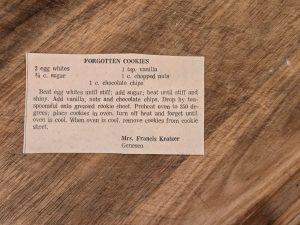 FORGOTTEN COOKIES
2 egg whites 1 tsp. vanilla
¾ c. sugar 1 c. chopped nuts
1 c. chocolate chips
Beat egg whites until stiff; add sugar; beat until stiff and
shiny. Add vanilla, nuts and chocolate chips. Drop by tea-
spoonful onto greased cookie sheet. Preheat oven to 350 de-
grees; place cookies in oven, turn off heat and forget until
oven is cool. When oven is cool, remove cookies from cookie
sheet.
Mrs. Francis Kratzer
Geneseo